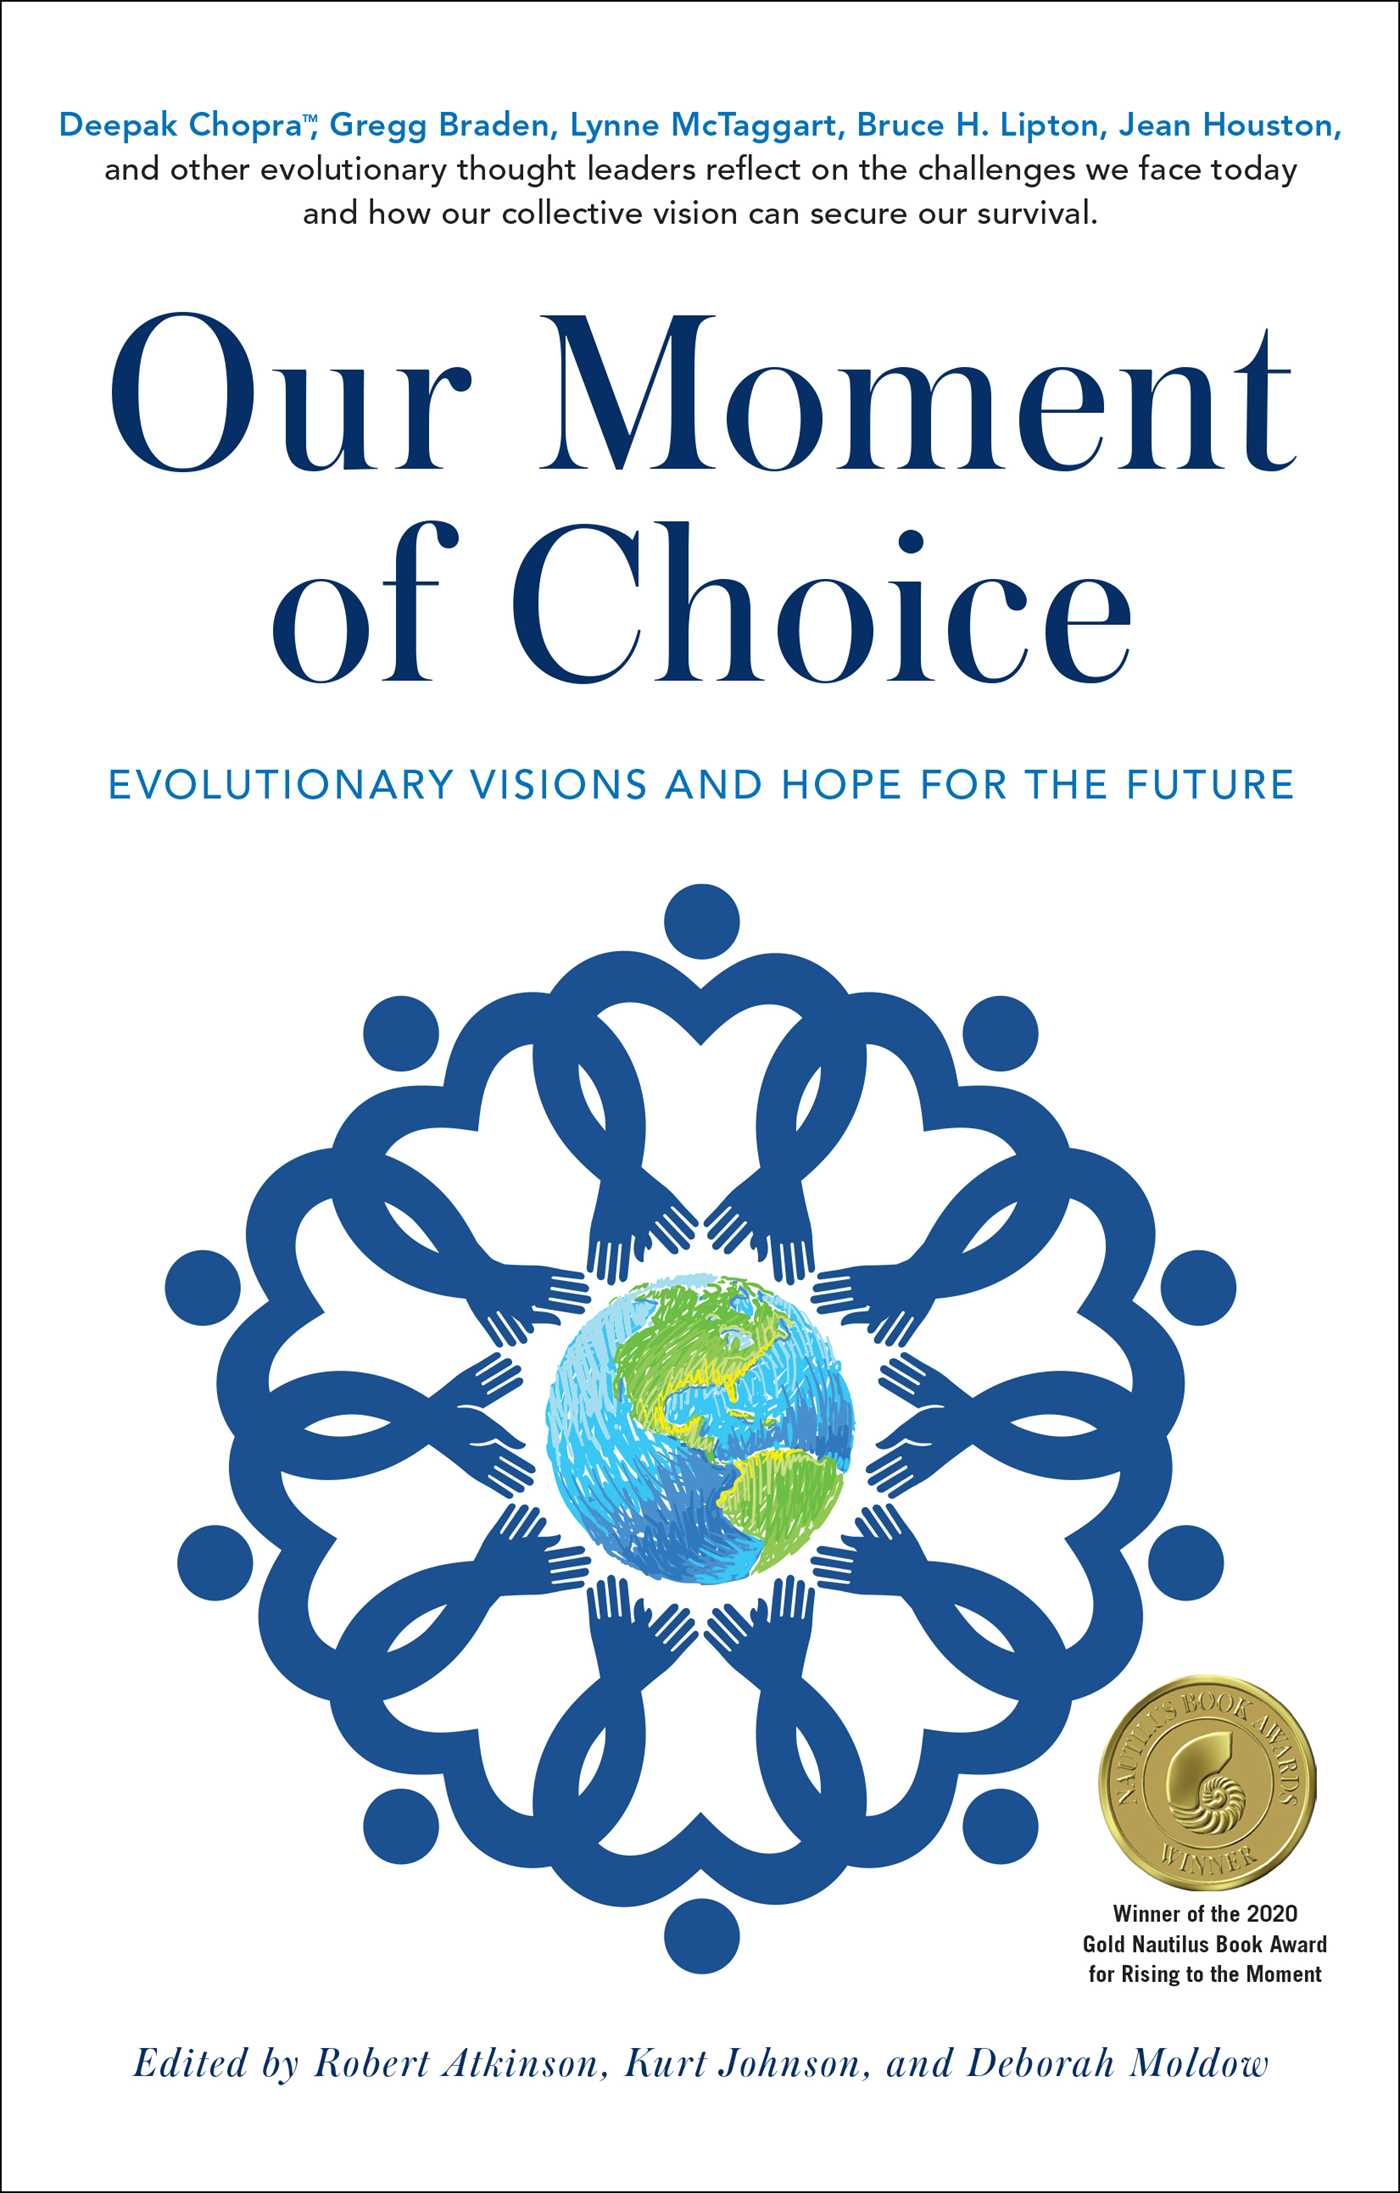 Deepak Chopra™, Gregg Braden, Lynne McTaggart, Bruce H. Lipton, Jean Houston,
and other evolutionary thought leaders reflect on the challenges we face today
and how our collective vision can secure our survival.
Our Moment
of Choice
EVOLUTIONARY VISIONS AND HOPE FOR THE FUTURE
NAUTILUS BOOK AWARDS
WINNER
Winner of the 2020
Gold Nautilus Book Award
for Rising to the Moment
Edited by Robert Atkinson, Kurt Johnson, and Deborah Moldow